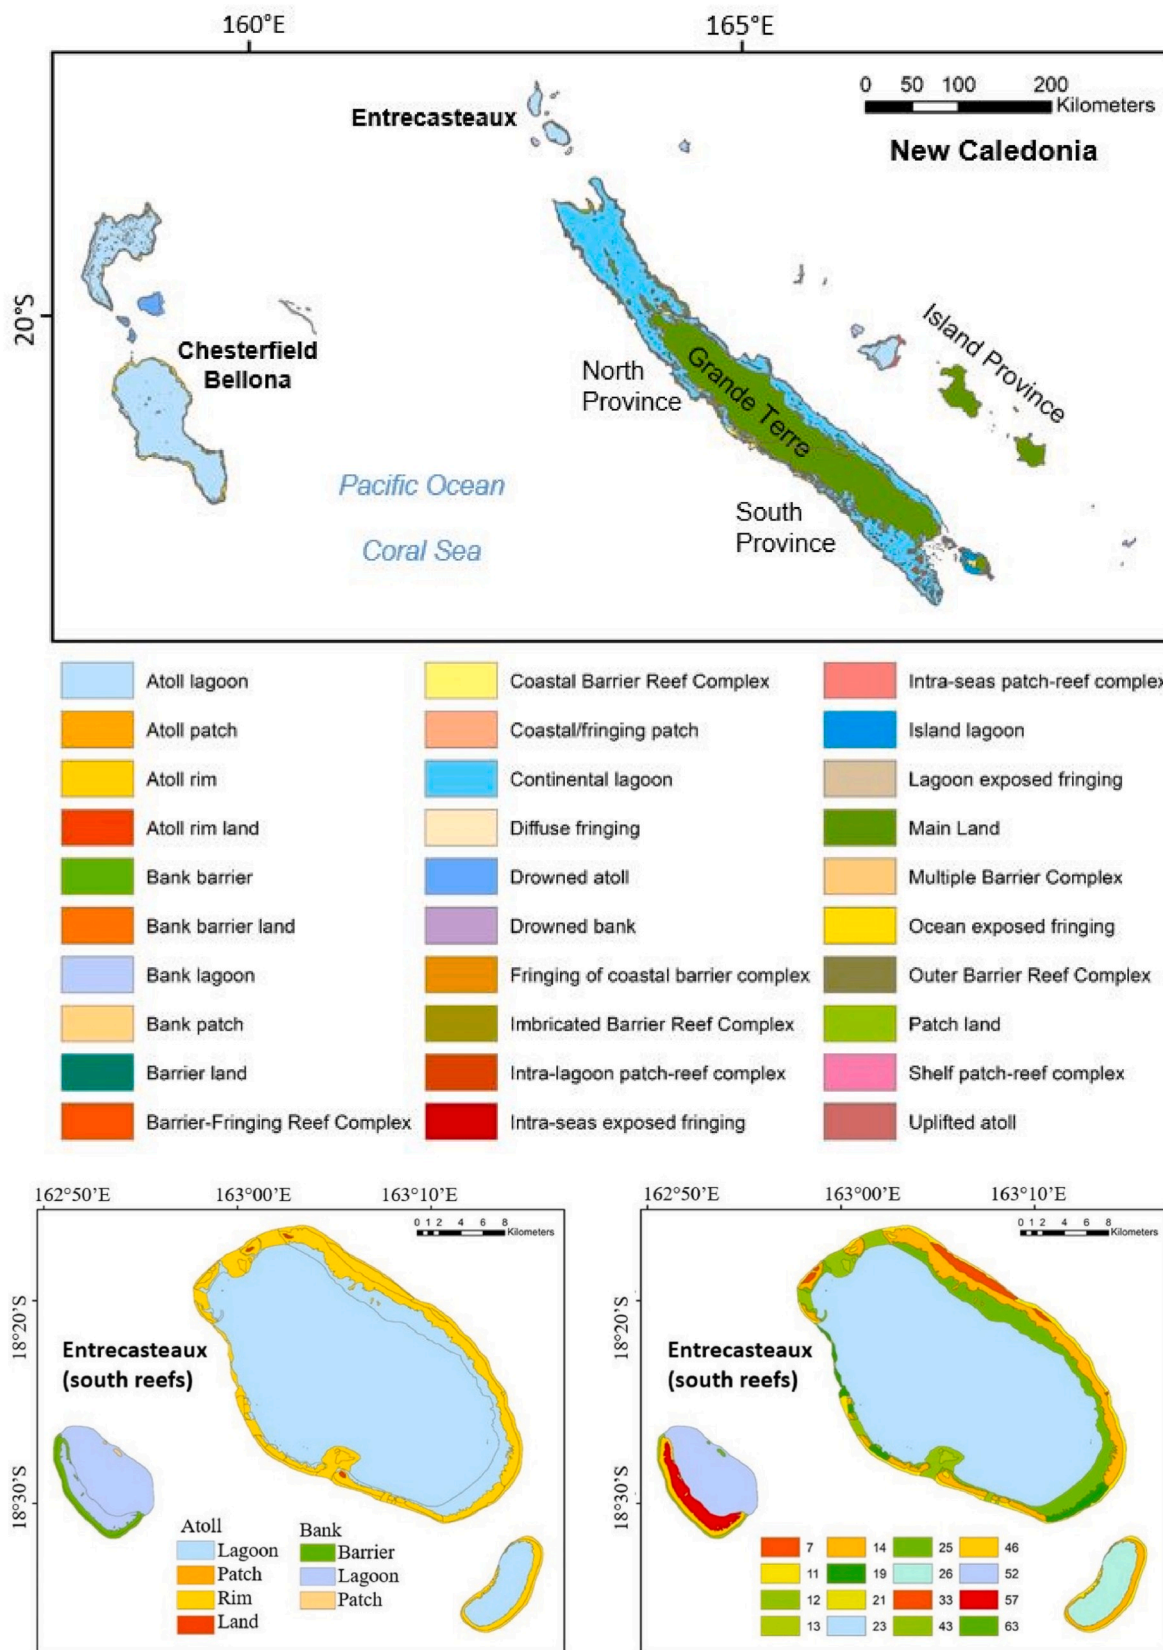 160°E
165°E
0 50 100 200
Kilometers
Entrecasteaux
New Caledonia
20°S
Chesterfield
Bellona
North
Province
Grande Terre
Island Province
Pacific Ocean
Coral Sea
South
Province
Atoll lagoon
Atoll patch
Atoll rim
Atoll rim land
Bank barrier
Bank barrier land
Bank lagoon
Bank patch
Barrier land
Barrier-Fringing Reef Complex
Coastal Barrier Reef Complex
Coastal/fringing patch
Continental lagoon
Diffuse fringing
Drowned atoll
Drowned bank
Fringing of coastal barrier complex
Imbricated Barrier Reef Complex
Intra-lagoon patch-reef complex
Intra-seas exposed fringing
Intra-seas patch-reef complex
Island lagoon
Lagoon exposed fringing
Main Land
Multiple Barrier Complex
Ocean exposed fringing
Outer Barrier Reef Complex
Patch land
Shelf patch-reef complex
Uplifted atoll
162°50'E
163°00'E
163°10'E
0 1 2 4 6 8
Kilometers
18°20'S
Entrecasteaux
(south reefs)
18°30'S
Atoll
Lagoon
Patch
Rim
Land
Bank
Barrier
Lagoon
Patch
162°50'E
163°00'E
163°10'E
0 1 2 4 6 8
Kilometers
18°20'S
Entrecasteaux
(south reefs)
18°30'S
7
11
12
13
14
19
21
23
25
26
33
43
46
52
57
63